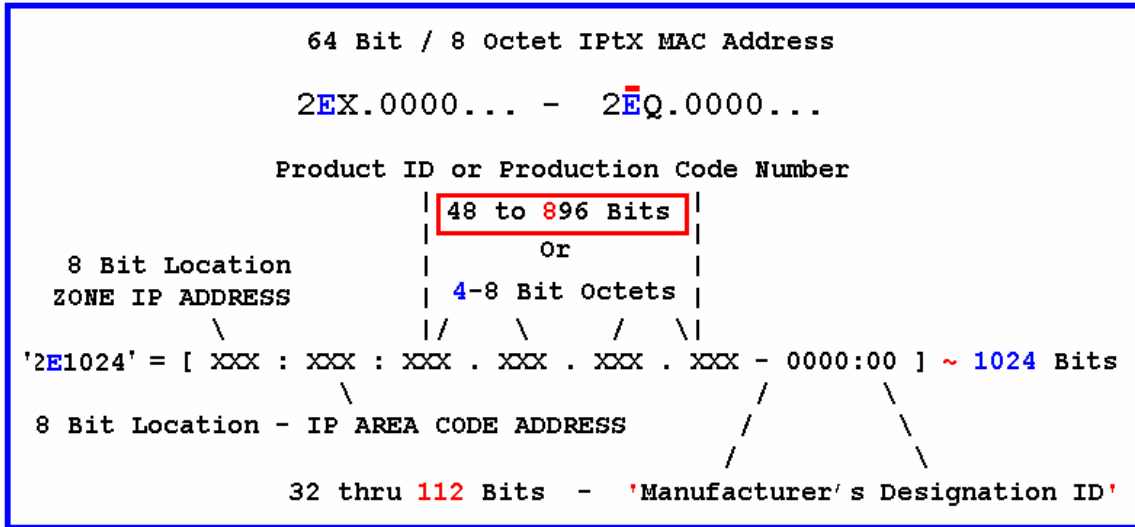 64 Bit / 8 Octet IPtX MAC Address
2EX.0000... - 2E̅Q.0000...
Product ID or Production Code Number
48 to 896 Bits
Or
8 Bit Location
ZONE IP ADDRESS
4-8 Bit Octets
'2E1024' = [ XXX : XXX : XXX . XXX . XXX . XXX - 0000:00 ] ~ 1024 Bits
8 Bit Location - IP AREA CODE ADDRESS
32 thru 112 Bits - 'Manufacturer's Designation ID'